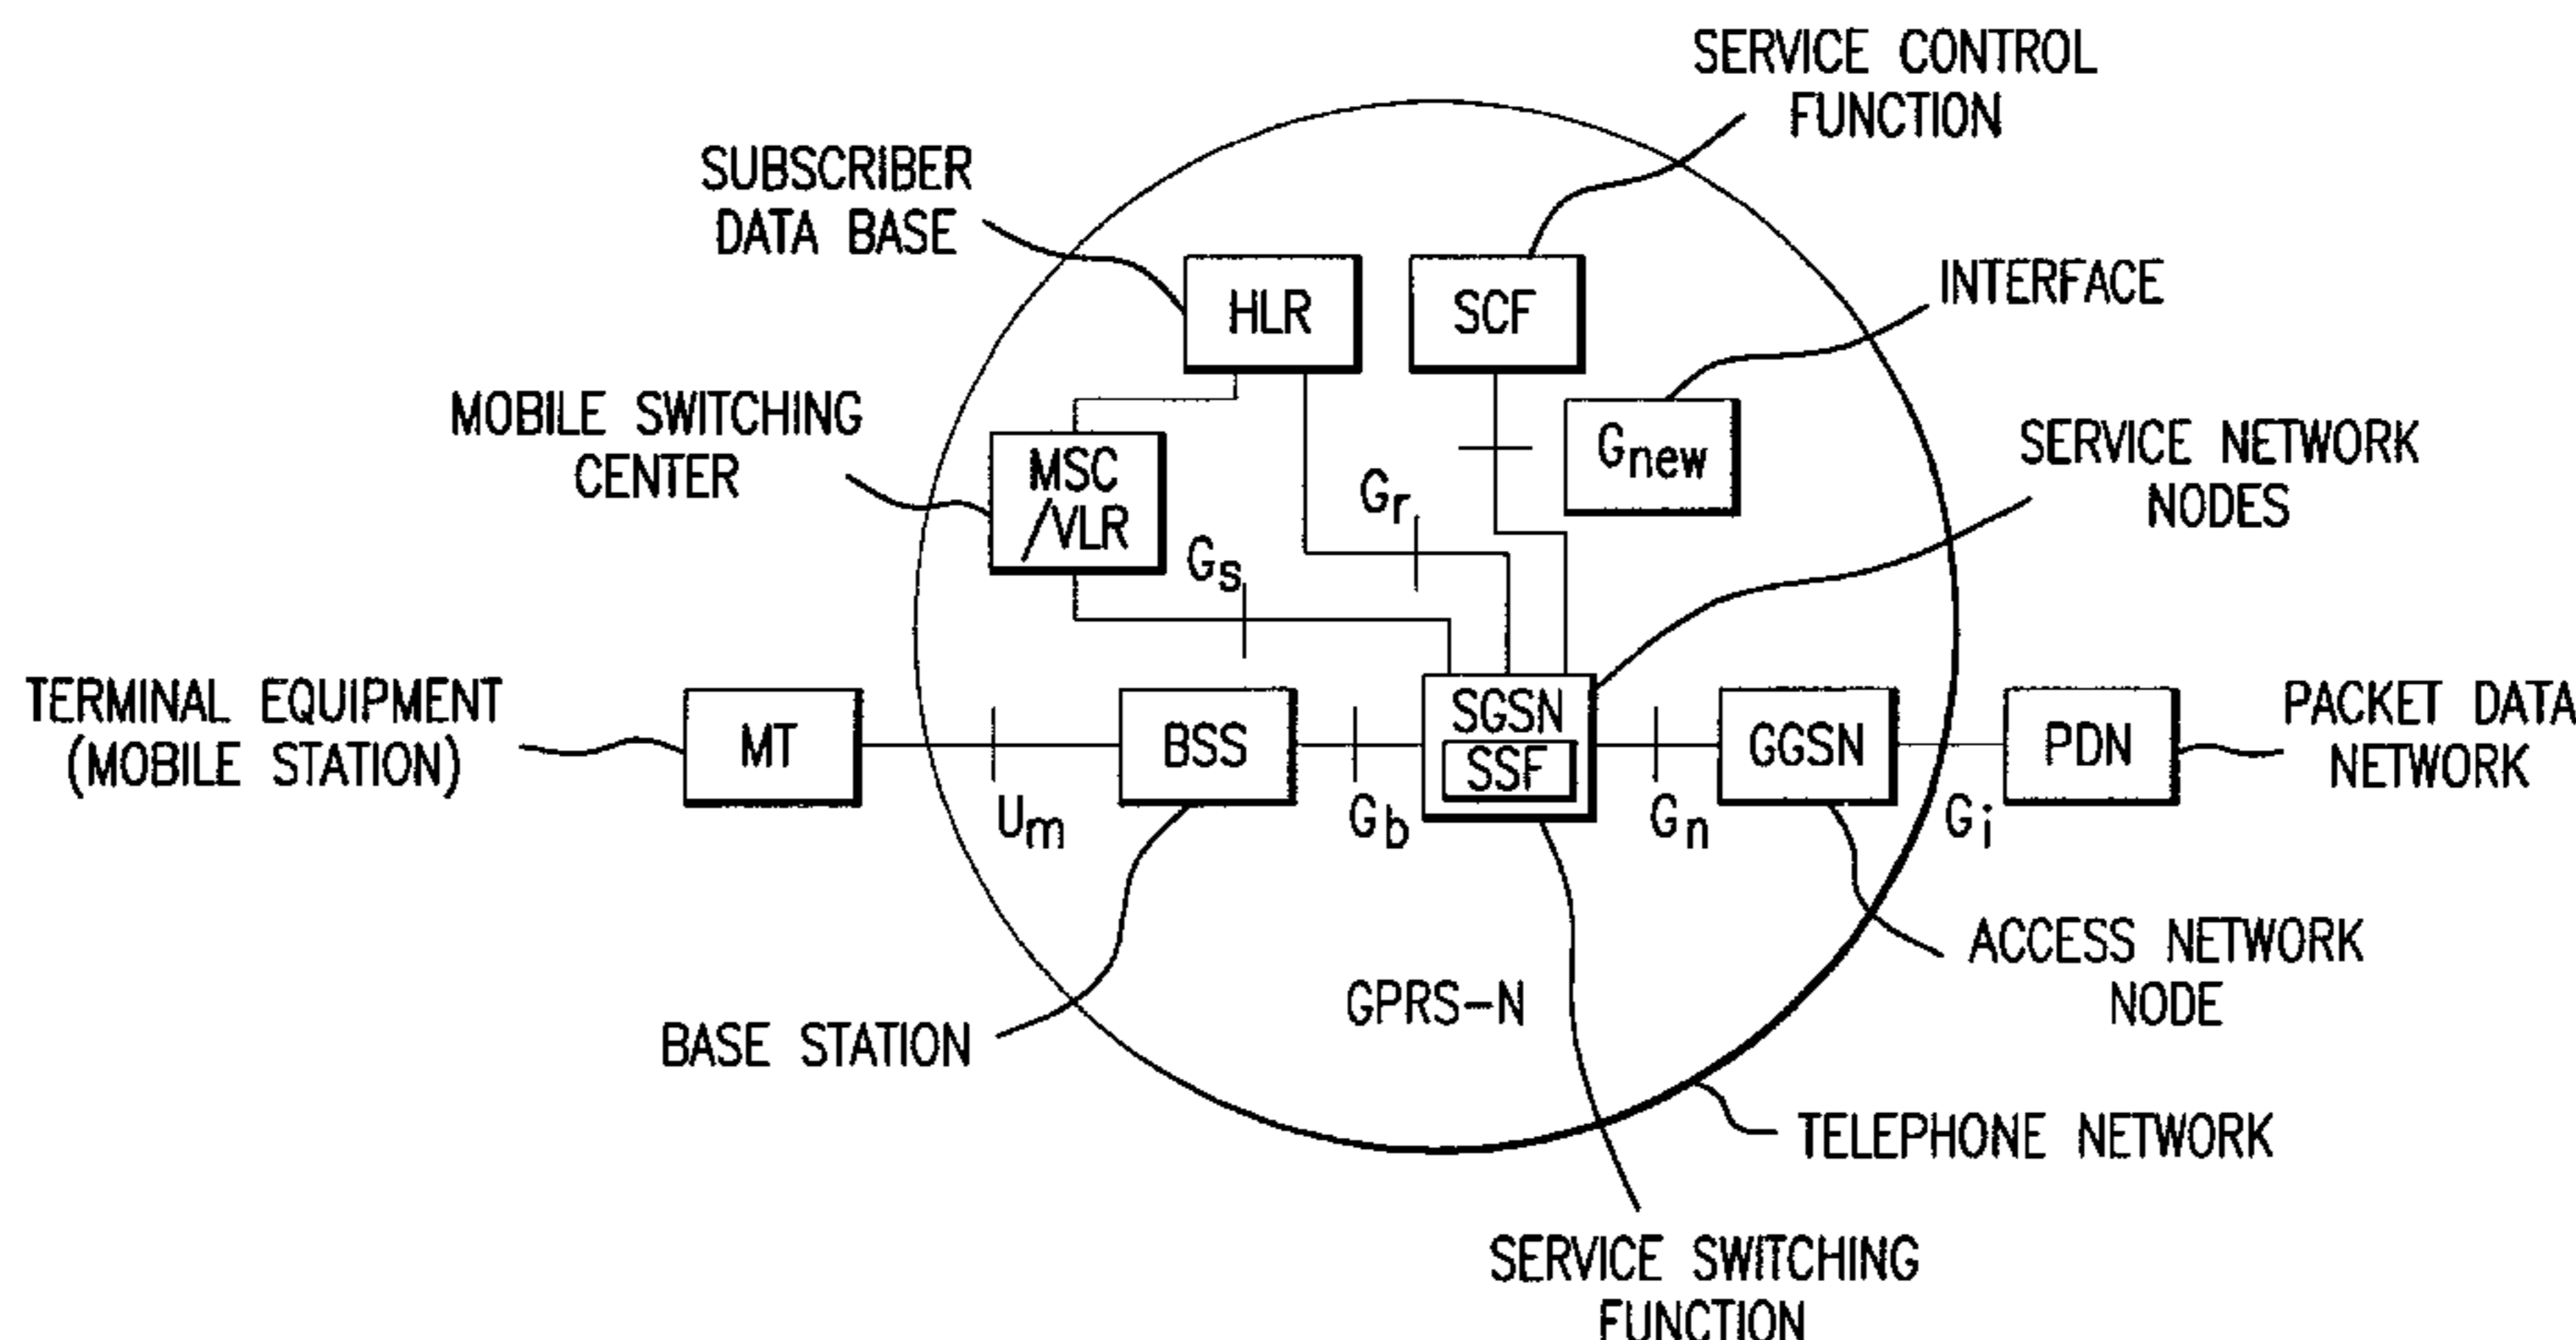 SERVICE CONTROL
FUNCTION
SUBSCRIBER
DATA BASE
HLR
SCF
INTERFACE
MOBILE SWITCHING
CENTER
MSC
/VLR
Gnew
SERVICE NETWORK
NODES
Gr
Gs
TERMINAL EQUIPMENT
(MOBILE STATION)
MT
BSS
SGSN
SSF
GGSN
PDN
PACKET DATA
NETWORK
Um
Gb
Gn
Gi
ACCESS NETWORK
NODE
GPRS-N
BASE STATION
TELEPHONE NETWORK
SERVICE SWITCHING
FUNCTION